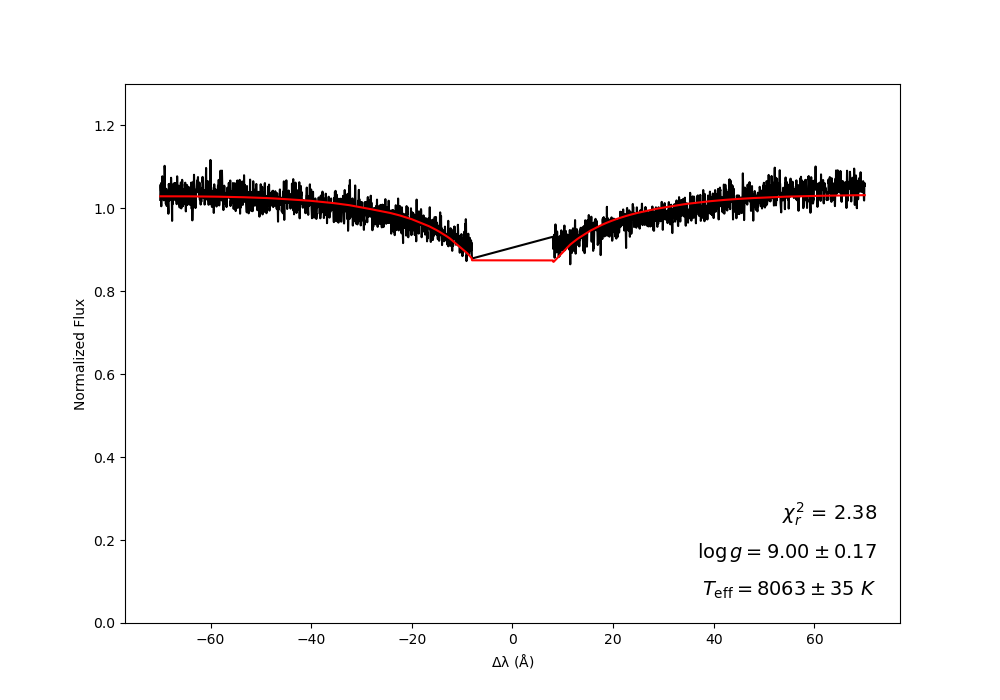 1.2
1.0
0.8
0.6
0.4
0.2
0.0
Normalized Flux
χ²ᵣ = 2.38
log g = 9.00 ± 0.17
T_eff = 8063 ± 35 K
−60 −40 −20 0 20 40 60
Δλ (Å)